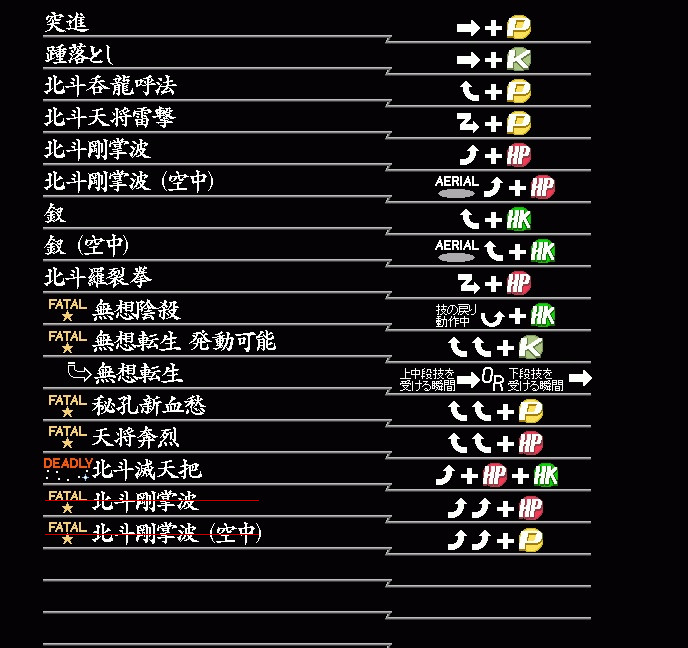 突進 → + P
踵落とし → + K
北斗呑龍呼法 + P
北斗天将雷撃 + P
北斗剛掌波 + HP
北斗剛掌波 (空中) AERIAL + HP
釵 + HK
釵 (空中) AERIAL + HK
北斗羅裂拳 + HP
FATAL ★ 無想陰殺 技の戻り動作中 + HK
FATAL ★ 無想転生 発動可能 + K
無想転生 上中段技を受ける瞬間 → OR 下段技を受ける瞬間 →
FATAL ★ 秘孔新血愁 + P
FATAL ★ 天将奔烈 + HP
DEADLY 北斗滅天把 + HP + HK
FATAL ★ 北斗剛掌波 + HP
FATAL ★ 北斗剛掌波 (空中) + P